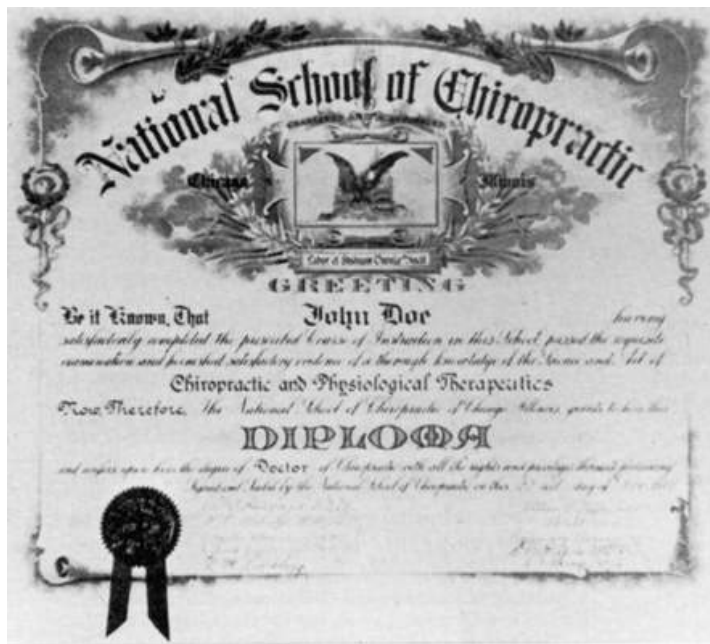 National School of Chiropractic
Chicago Illinois
GREETING
Be it Known, That John Doe having
satisfactorily completed the prescribed Course of Instruction in this School, passed the requisite
examination and furnished satisfactory evidence of a thorough knowledge of the Science and Art of
Chiropractic and Physiological Therapeutics
Now, Therefore, The National School of Chiropractic of Chicago Illinois, grants to him this
DIPLOMA
and confers upon him the degree of Doctor of Chiropractic with all the rights and privileges thereunto pertaining
Signed and Sealed by the National School of Chiropractic on this day of